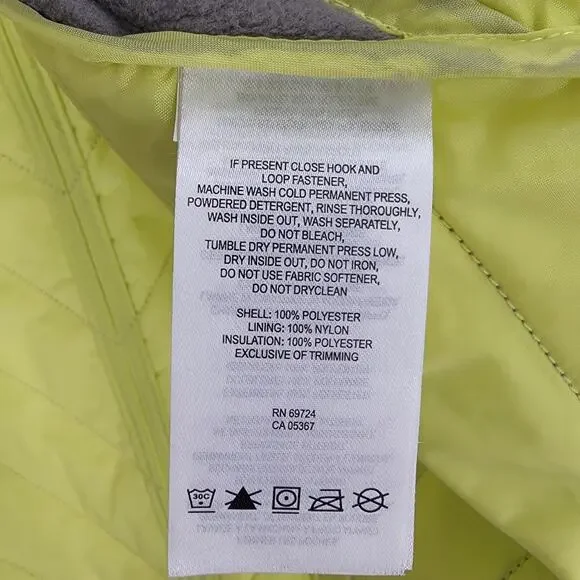 IF PRESENT CLOSE HOOK AND
LOOP FASTENER,
MACHINE WASH COLD PERMANENT PRESS,
POWDERED DETERGENT, RINSE THOROUGHLY,
WASH INSIDE OUT, WASH SEPARATELY,
DO NOT BLEACH,
TUMBLE DRY PERMANENT PRESS LOW,
DRY INSIDE OUT, DO NOT IRON,
DO NOT USE FABRIC SOFTENER,
DO NOT DRYCLEAN
SHELL: 100% POLYESTER
LINING: 100% NYLON
INSULATION: 100% POLYESTER
EXCLUSIVE OF TRIMMING
RN 69724
CA 05367
30C